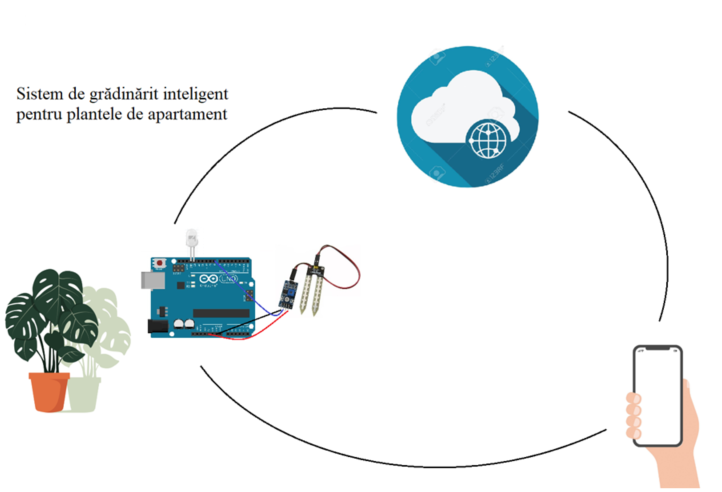 Sistem de grădinărit inteligent
pentru plantele de apartament